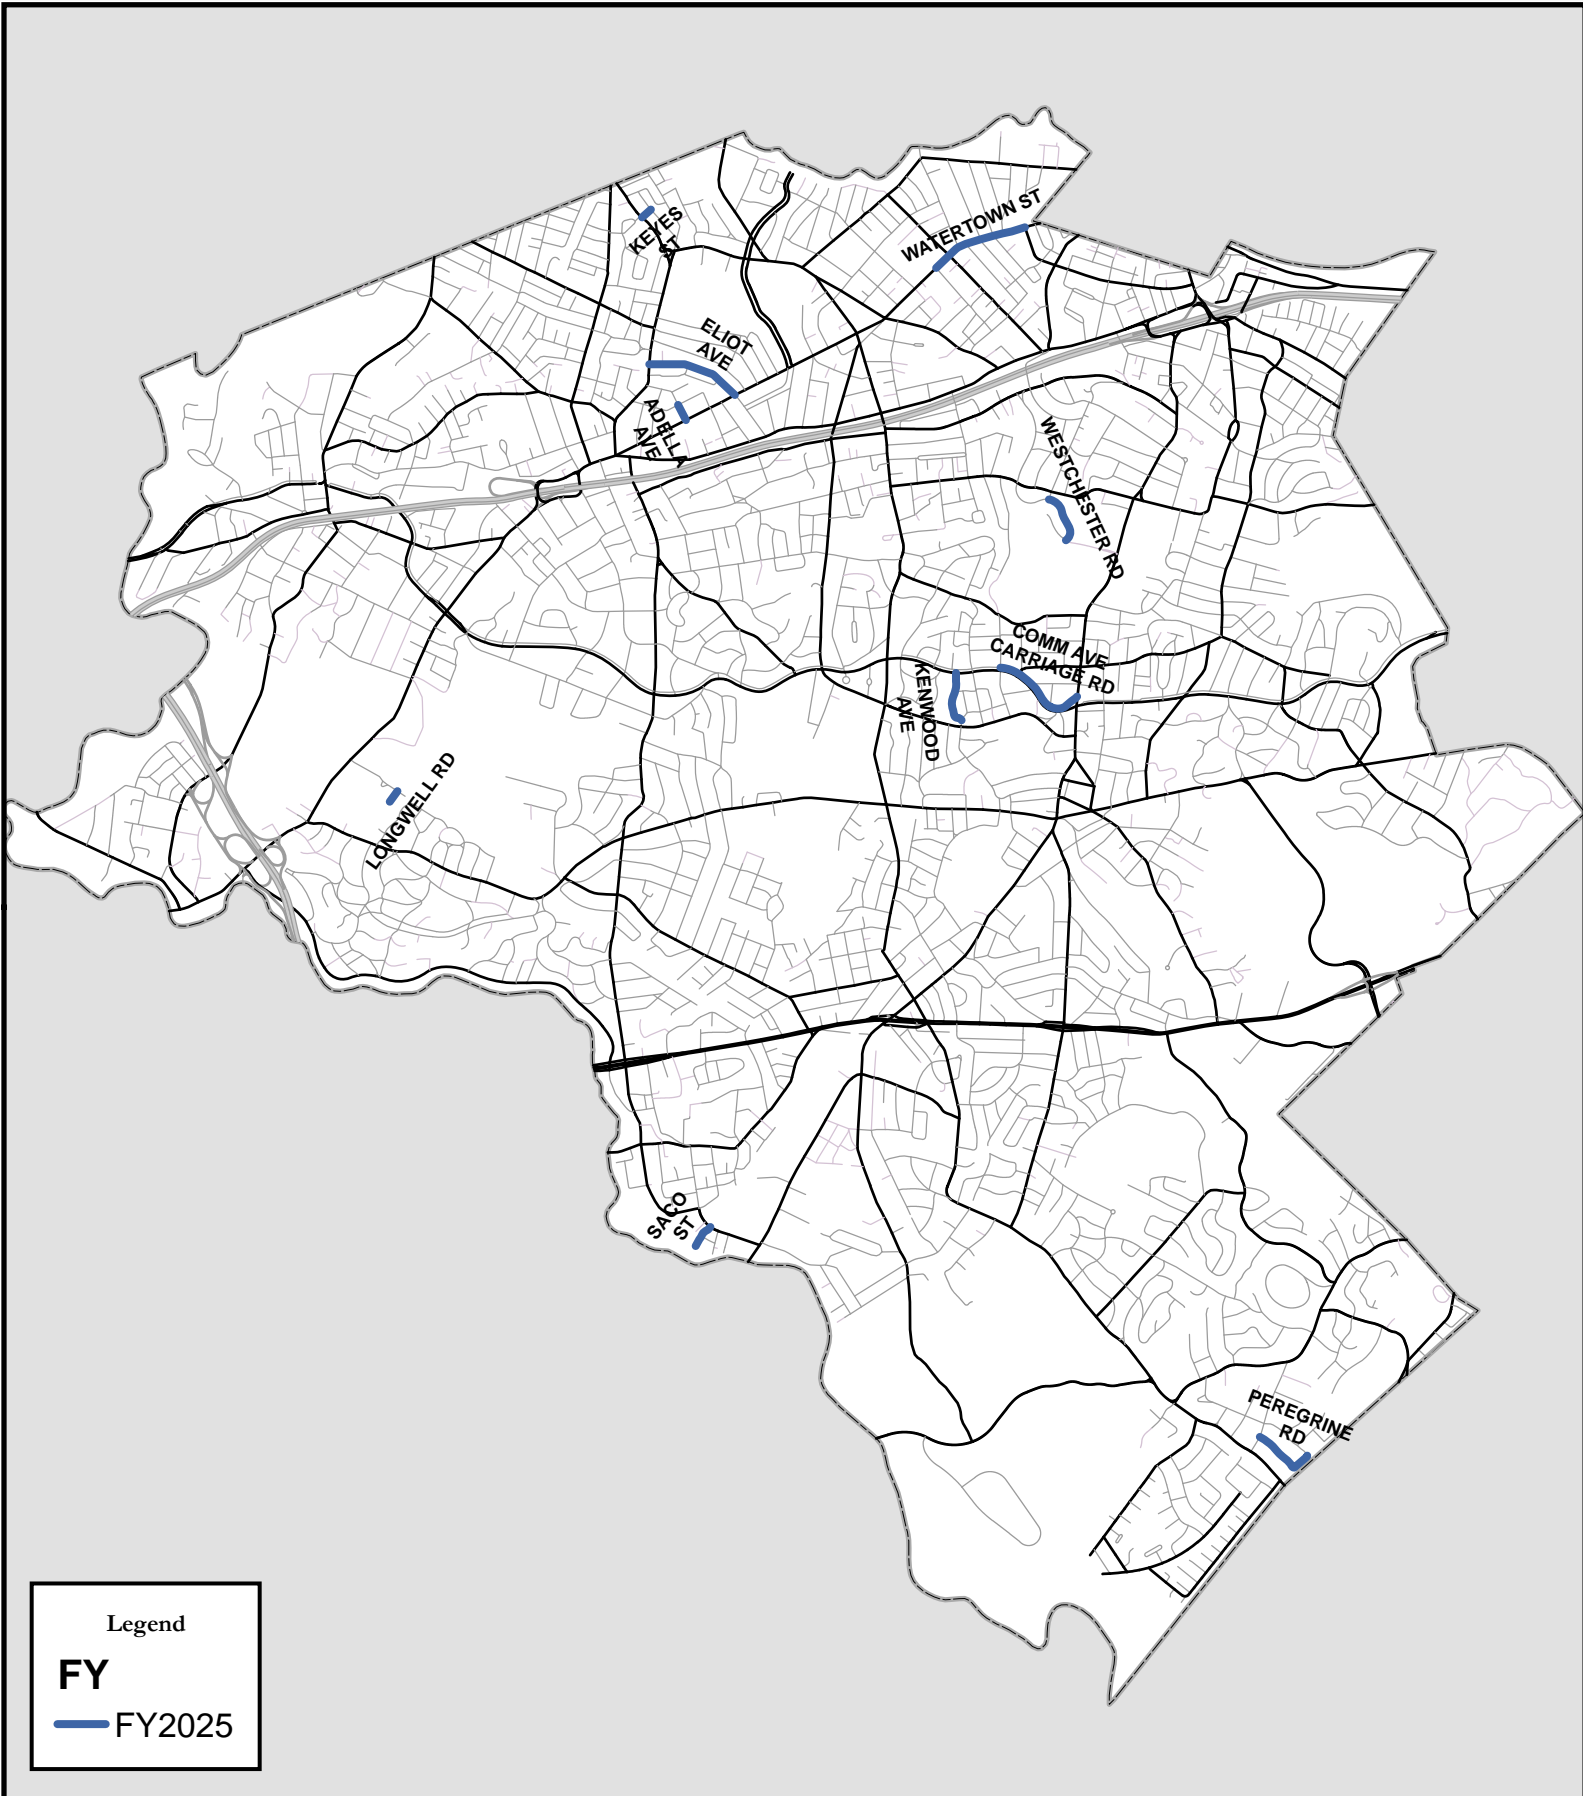 WATERTOWN ST
KEYES
ST
ELIOT
AVE
ADELLA
AVE
WESTCHESTER RD
COMM AVE
CARRIAGE RD
KENWOOD
AVE
LONGWELL RD
SACO
ST
PEREGRINE
RD
Legend
FY
FY2025